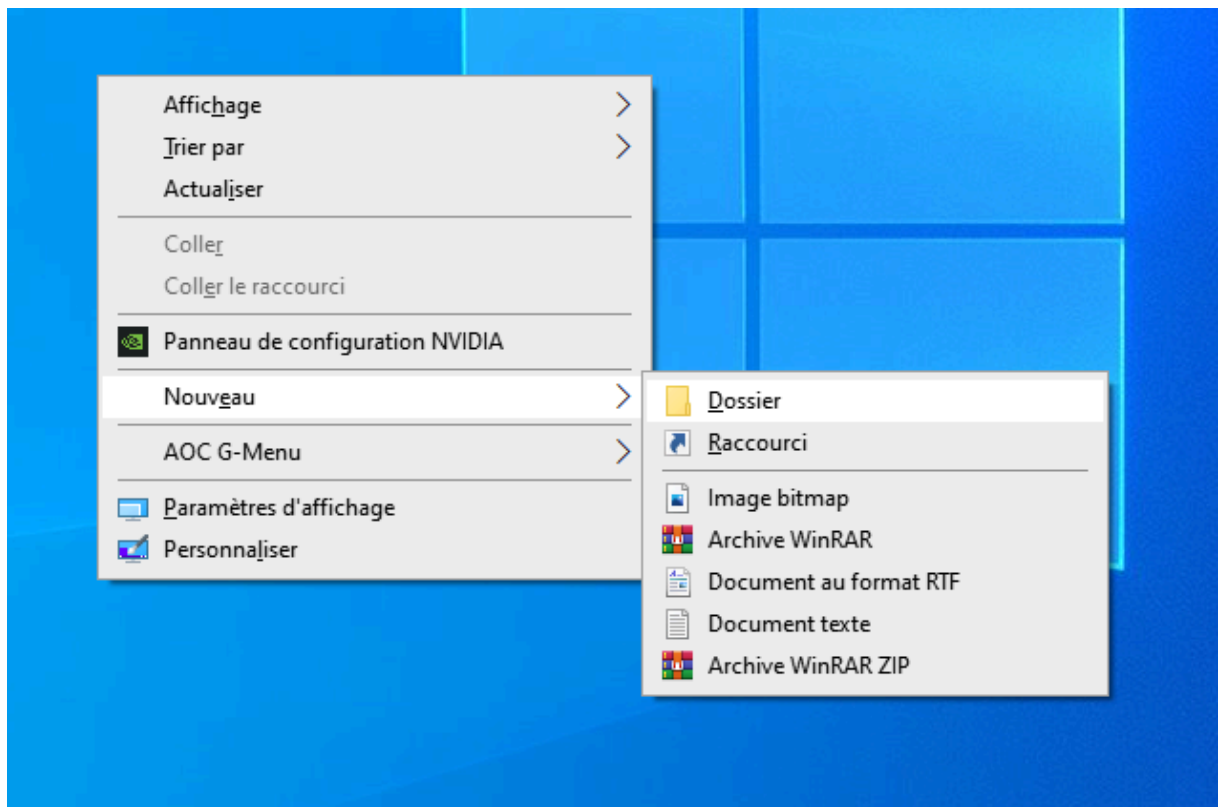 Affichage
Trier par
Actualiser
Coller
Coller le raccourci
Panneau de configuration NVIDIA
Nouveau
AOC G-Menu
Paramètres d'affichage
Personnaliser
Dossier
Raccourci
Image bitmap
Archive WinRAR
Document au format RTF
Document texte
Archive WinRAR ZIP